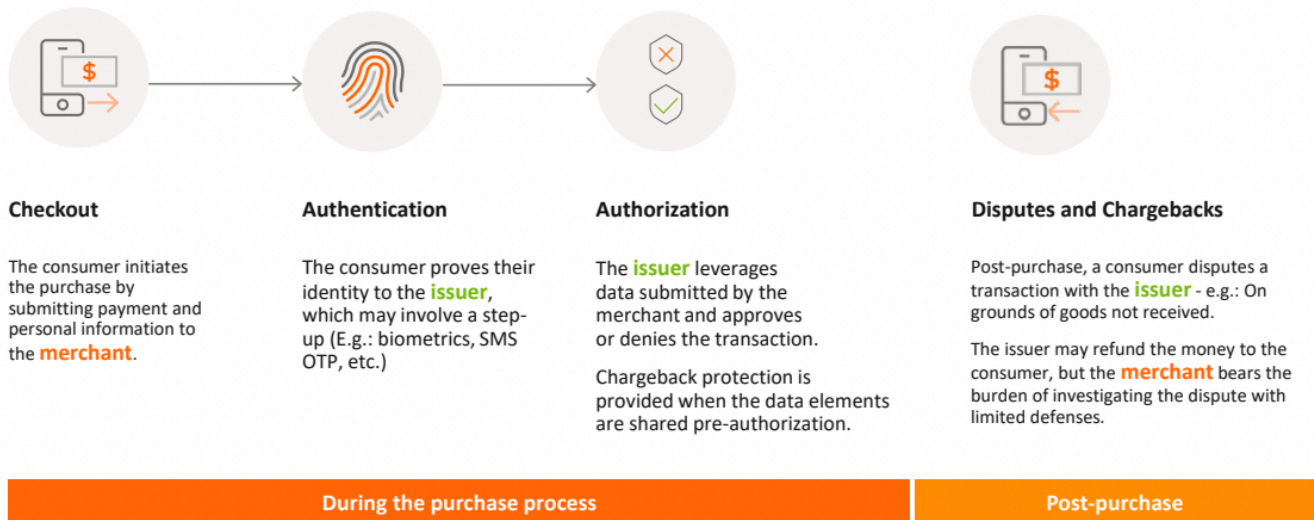 $
$
Checkout
The consumer initiates
the purchase by
submitting payment and
personal information to
the merchant.
Authentication
The consumer proves their
identity to the issuer,
which may involve a step-
up (E.g.: biometrics, SMS
OTP, etc.)
Authorization
The issuer leverages
data submitted by the
merchant and approves
or denies the transaction.
Chargeback protection is
provided when the data elements
are shared pre-authorization.
Disputes and Chargebacks
Post-purchase, a consumer disputes a
transaction with the issuer - e.g.: On
grounds of goods not received.
The issuer may refund the money to the
consumer, but the merchant bears the
burden of investigating the dispute with
limited defenses.
During the purchase process
Post-purchase